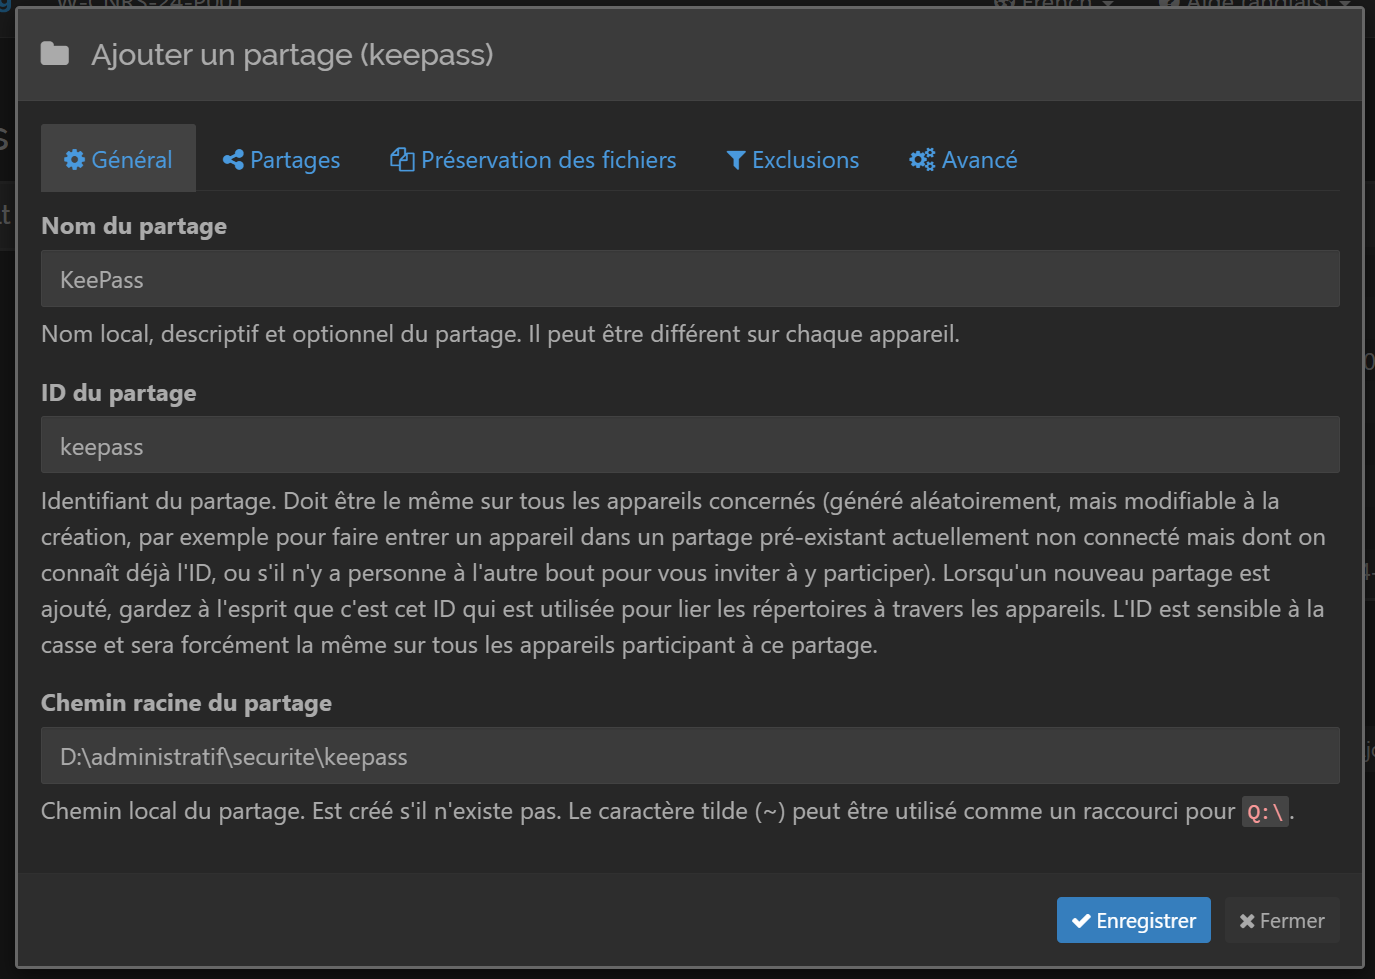 W-CNRS-24-P001
French
Aide (anglais)
Ajouter un partage (keepass)
Général
Partages
Préservation des fichiers
Exclusions
Avancé
Nom du partage
KeePass
Nom local, descriptif et optionnel du partage. Il peut être différent sur chaque appareil.
ID du partage
keepass
Identifiant du partage. Doit être le même sur tous les appareils concernés (généré aléatoirement, mais modifiable à la
création, par exemple pour faire entrer un appareil dans un partage pré-existant actuellement non connecté mais dont on
connaît déjà l'ID, ou s'il n'y a personne à l'autre bout pour vous inviter à y participer). Lorsqu'un nouveau partage est
ajouté, gardez à l'esprit que c'est cet ID qui est utilisée pour lier les répertoires à travers les appareils. L'ID est sensible à la
casse et sera forcément la même sur tous les appareils participant à ce partage.
Chemin racine du partage
D:\administratif\securite\keepass
Chemin local du partage. Est créé s'il n'existe pas. Le caractère tilde (~) peut être utilisé comme un raccourci pour Q:\.
Enregistrer
Fermer